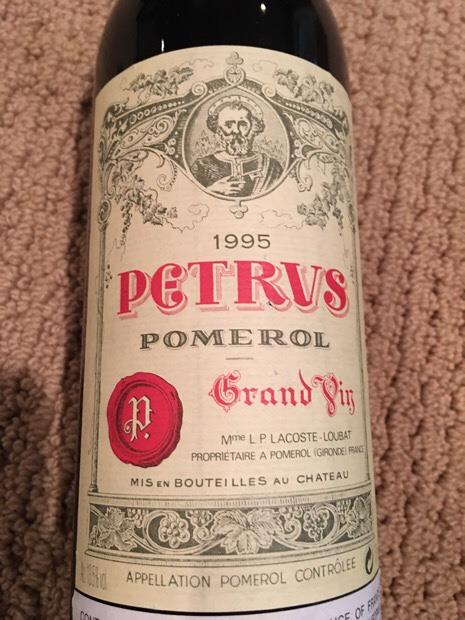 1995
PETRVS
POMEROL
Grand Vin
P.
Mme L P LACOSTE-LOUBAT
PROPRIÉTAIRE A POMEROL (GIRONDE) FRANCE
MIS EN BOUTEILLES AU CHATEAU
APPELLATION POMEROL CONTRÔLÉE